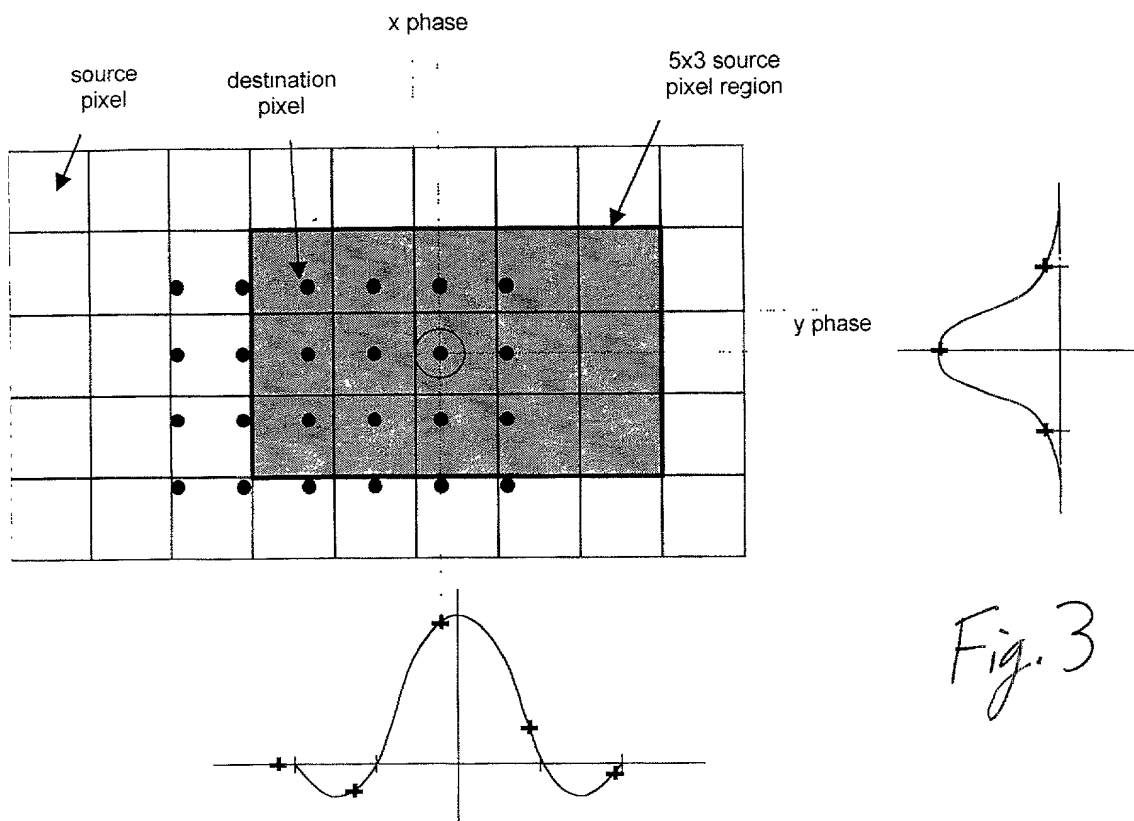 x phase
source
pixel
destination
pixel
5x3 source
pixel region
y phase
Fig. 3